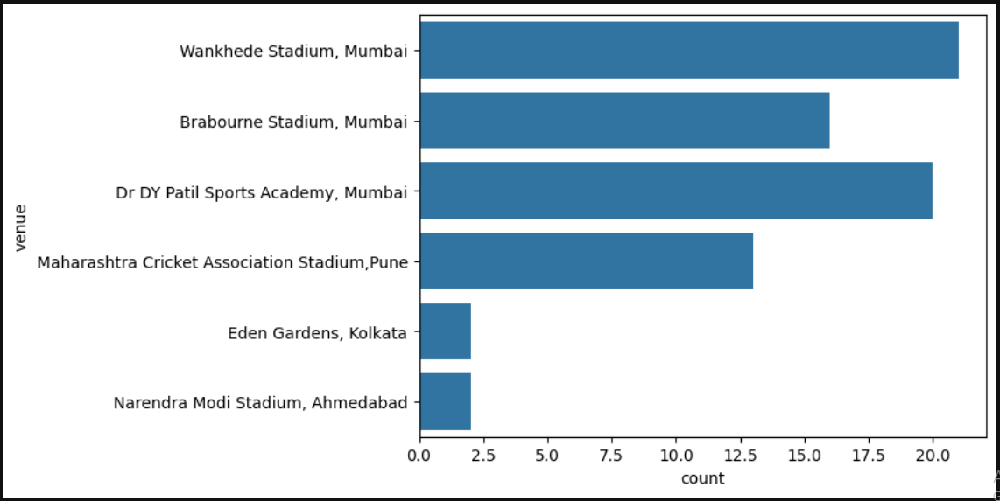 Wankhede Stadium, Mumbai
Brabourne Stadium, Mumbai
Dr DY Patil Sports Academy, Mumbai
venue
Maharashtra Cricket Association Stadium,Pune
Eden Gardens, Kolkata
Narendra Modi Stadium, Ahmedabad
0.0 2.5 5.0 7.5 10.0 12.5 15.0 17.5 20.0
count